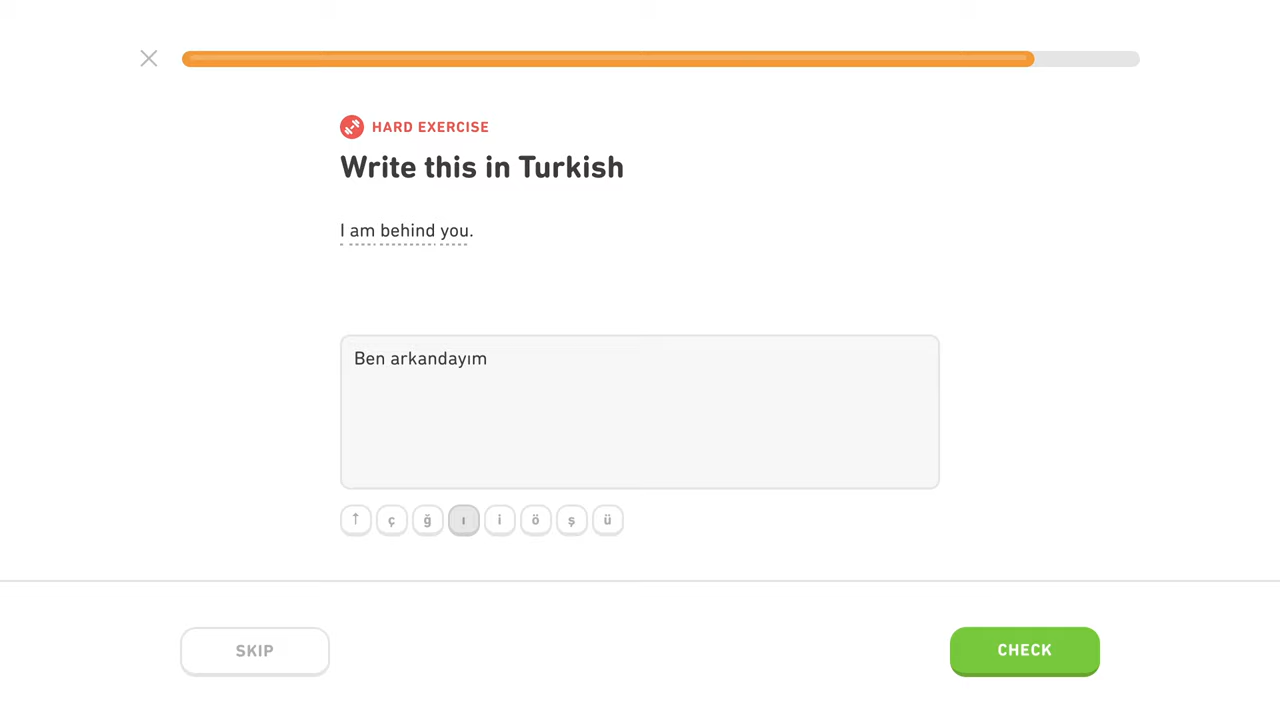 HARD EXERCISE
Write this in Turkish
I am behind you.
Ben arkandayım
↑ ç ğ ı i ö ş ü
SKIP
CHECK